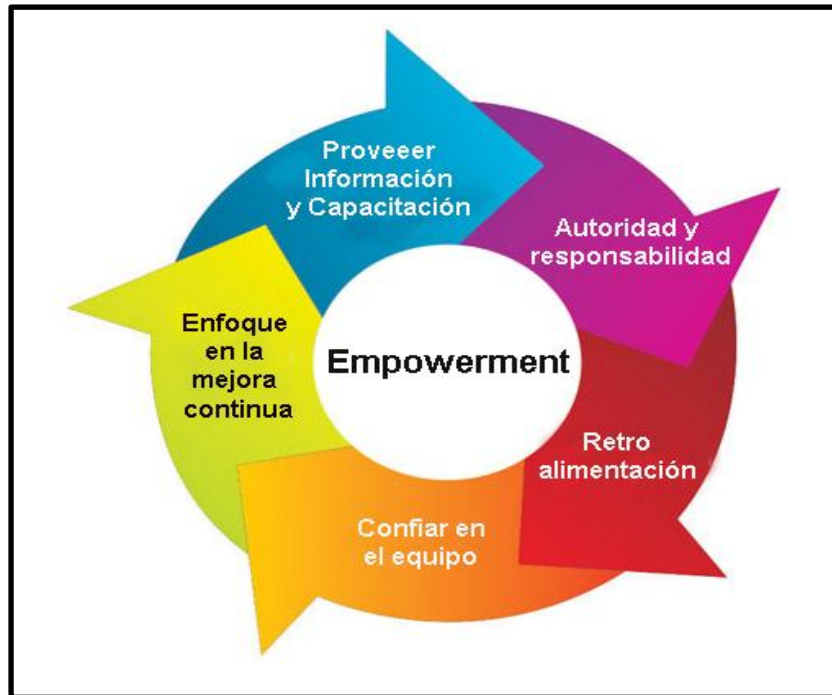 Proveeer
Información
y Capacitación
Autoridad y
responsabilidad
Retro
alimentación
Confiar en
el equipo
Enfoque
en la
mejora
continua
Empowerment